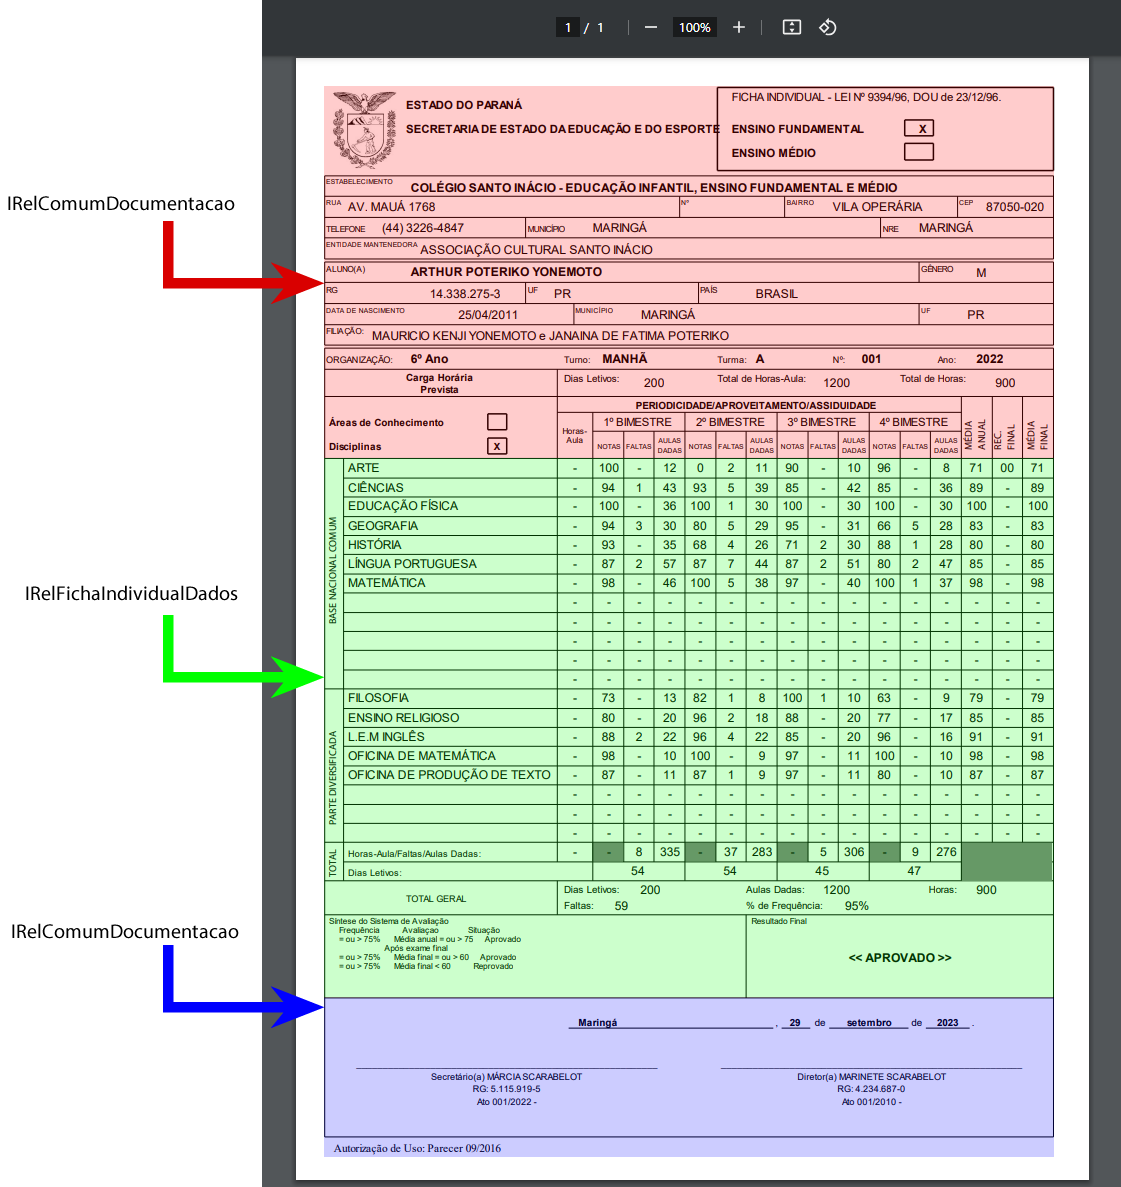 1 / 1 — 100% +
ESTADO DO PARANÁ
SECRETARIA DE ESTADO DA EDUCAÇÃO E DO ESPORTE
FICHA INDIVIDUAL - LEI Nº 9394/96, DOU de 23/12/96.
ENSINO FUNDAMENTAL X
ENSINO MÉDIO
IRelComumDocumentacao
ESTABELECIMENTO COLÉGIO SANTO INÁCIO - EDUCAÇÃO INFANTIL, ENSINO FUNDAMENTAL E MÉDIO
RUA AV. MAUÁ 1768 Nº BAIRRO VILA OPERÁRIA CEP 87050-020
TELEFONE (44) 3226-4847 MUNICÍPIO MARINGÁ NRE MARINGÁ
ENTIDADE MANTENEDORA ASSOCIAÇÃO CULTURAL SANTO INÁCIO
ALUNO(A) ARTHUR POTERIKO YONEMOTO GÊNERO M
RG 14.338.275-3 UF PR PAÍS BRASIL
DATA DE NASCIMENTO 25/04/2011 MUNICÍPIO MARINGÁ UF PR
FILIAÇÃO: MAURICIO KENJI YONEMOTO e JANAINA DE FATIMA POTERIKO
ORGANIZAÇÃO: 6º Ano Turno: MANHÃ Turma: A Nº: 001 Ano: 2022
Carga Horária Prevista Dias Letivos: 200 Total de Horas-Aula: 1200 Total de Horas: 900
Áreas de Conhecimento
Disciplinas X
Horas-Aula
PERIODICIDADE/APROVEITAMENTO/ASSIDUIDADE
1º BIMESTRE 2º BIMESTRE 3º BIMESTRE 4º BIMESTRE
NOTAS FALTAS AULAS DADAS NOTAS FALTAS AULAS DADAS NOTAS FALTAS AULAS DADAS NOTAS FALTAS AULAS DADAS
MÉDIA ANUAL REC. FINAL MÉDIA FINAL
IRelFichaIndividualDados
BASE NACIONAL COMUM
ARTE - 100 - 12 0 2 11 90 - 10 96 - 8 71 00 71
CIÊNCIAS - 94 1 43 93 5 39 85 - 42 85 - 36 89 - 89
EDUCAÇÃO FÍSICA - 100 - 36 100 1 30 100 - 30 100 - 30 100 - 100
GEOGRAFIA - 94 3 30 80 5 29 95 - 31 66 5 28 83 - 83
HISTÓRIA - 93 - 35 68 4 26 71 2 30 88 1 28 80 - 80
LÍNGUA PORTUGUESA - 87 2 57 87 7 44 87 2 51 80 2 47 85 - 85
MATEMÁTICA - 98 - 46 100 5 38 97 - 40 100 1 37 98 - 98
- - - - - - - - - - - - - - - -
- - - - - - - - - - - - - - - -
- - - - - - - - - - - - - - - -
- - - - - - - - - - - - - - - -
- - - - - - - - - - - - - - - -
PARTE DIVERSIFICADA
FILOSOFIA - 73 - 13 82 1 8 100 1 10 63 - 9 79 - 79
ENSINO RELIGIOSO - 80 - 20 96 2 18 88 - 20 77 - 17 85 - 85
L.E.M INGLÊS - 88 2 22 96 4 22 85 - 20 96 - 16 91 - 91
OFICINA DE MATEMÁTICA - 98 - 10 100 - 9 97 - 11 100 - 10 98 - 98
OFICINA DE PRODUÇÃO DE TEXTO - 87 - 11 87 1 9 97 - 11 80 - 10 87 - 87
- - - - - - - - - - - - - - - -
- - - - - - - - - - - - - - - -
- - - - - - - - - - - - - - - -
TOTAL
Horas-Aula/Faltas/Aulas Dadas: - - 8 335 - 37 283 - 5 306 - 9 276
Dias Letivos: 54 54 45 47
TOTAL GERAL
Dias Letivos: 200 Aulas Dadas: 1200 Horas: 900
Faltas: 59 % de Frequência: 95%
IRelComumDocumentacao
Síntese do Sistema de Avaliação
Frequência Avaliaçao Situação
= ou > 75% Média anual = ou > 75 Aprovado
Após exame final
= ou > 75% Média final = ou > 60 Aprovado
= ou > 75% Média final < 60 Reprovado
Resultado Final
<< APROVADO >>
Maringá , 29 de setembro de 2023 .
Secretário(a) MÁRCIA SCARABELOT
RG: 5.115.919-5
Ato 001/2022 -
Diretor(a) MARINETE SCARABELOT
RG: 4.234.687-0
Ato 001/2010 -
Autorização de Uso: Parecer 09/2016